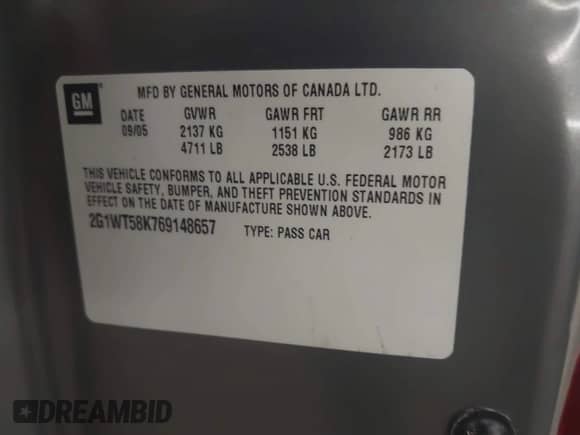 GM
MFD BY GENERAL MOTORS OF CANADA LTD.
DATE GVWR GAWR FRT GAWR RR
09/05 2137 KG 1151 KG 986 KG
4711 LB 2538 LB 2173 LB
THIS VEHICLE CONFORMS TO ALL APPLICABLE U.S. FEDERAL MOTOR
VEHICLE SAFETY, BUMPER, AND THEFT PREVENTION STANDARDS IN
EFFECT ON THE DATE OF MANUFACTURE SHOWN ABOVE.
2G1WT58K769148657 TYPE: PASS CAR
DREAMBID